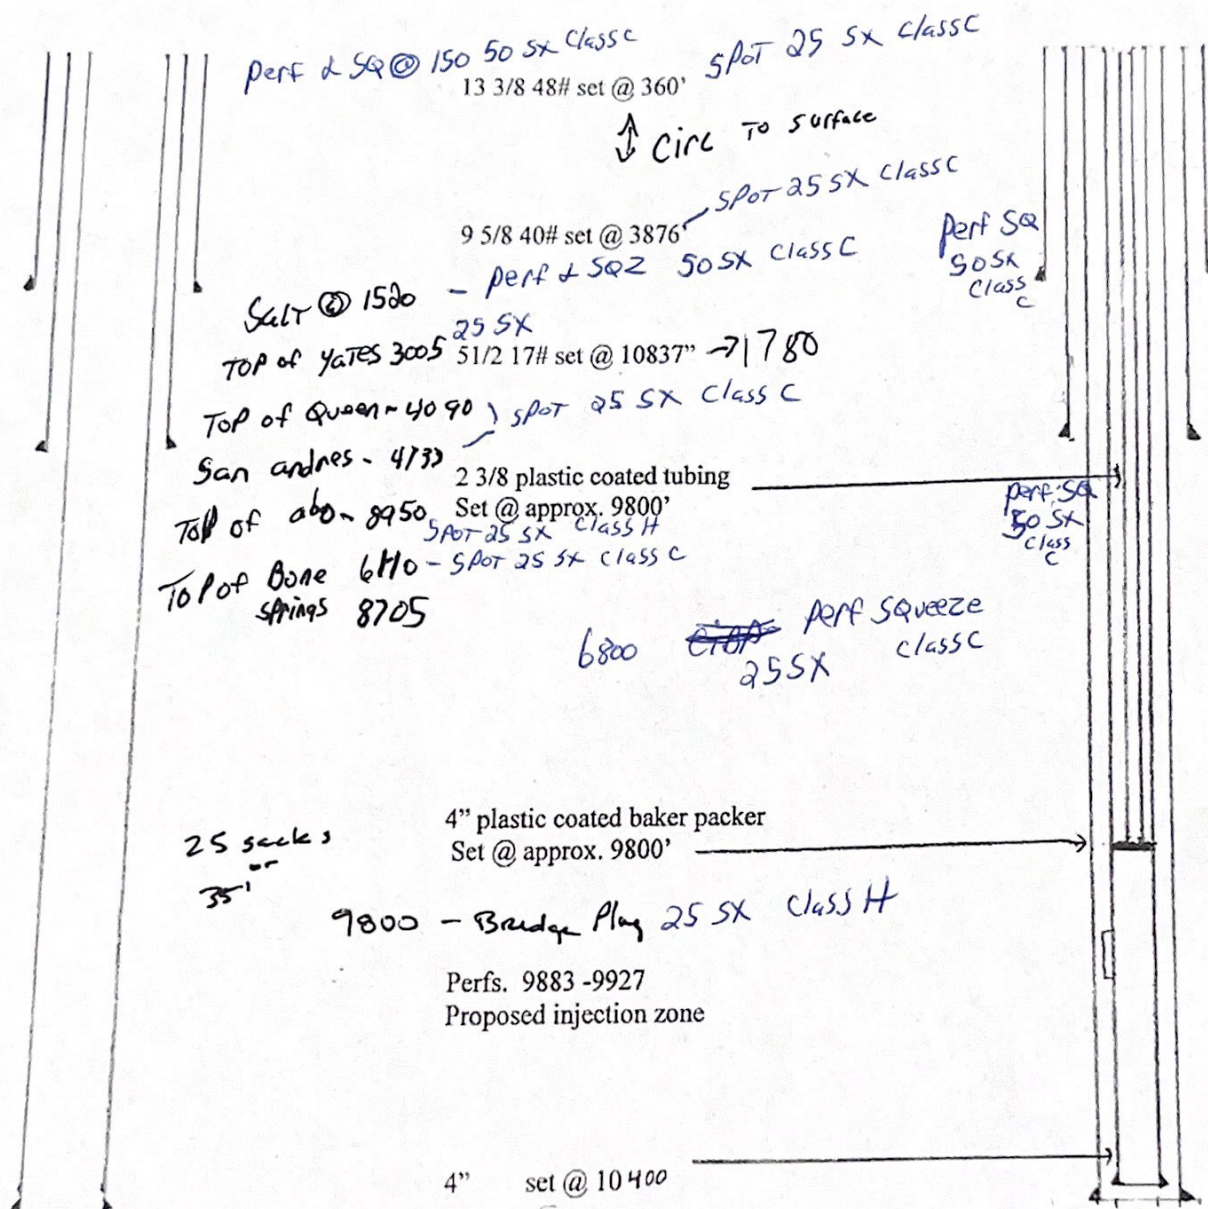 Perf & SQ @ 150 50 SX Class C
SPOT 25 SX Class C
13 3/8 48# set @ 360'
Circ To Surface
SPOT 25 SX Class C
9 5/8 40# set @ 3876'
Perf SQ
50 SX
Class
C
Salt @ 1520 - Perf & SQZ 50 SX Class C
25 SX
Top of Yates 3005
51/2 17# set @ 10837” → 1780
Top of Queen - 4090
SPOT 25 SX Class C
San andres - 4733
2 3/8 plastic coated tubing
Set @ approx. 9800’
Perf. SQ
50 SX
Class
C
Top of abo - 8950
SPOT 25 SX Class H
Top of Bone 6110 - SPOT 25 SX Class C
Springs 8705
6800 Perf Squeeze
25 SX Class C
4” plastic coated baker packer
Set @ approx. 9800’
25 sacks
or
35'
9800 - Bridge Plug 25 SX Class H
Perfs. 9883 -9927
Proposed injection zone
4” set @ 10400